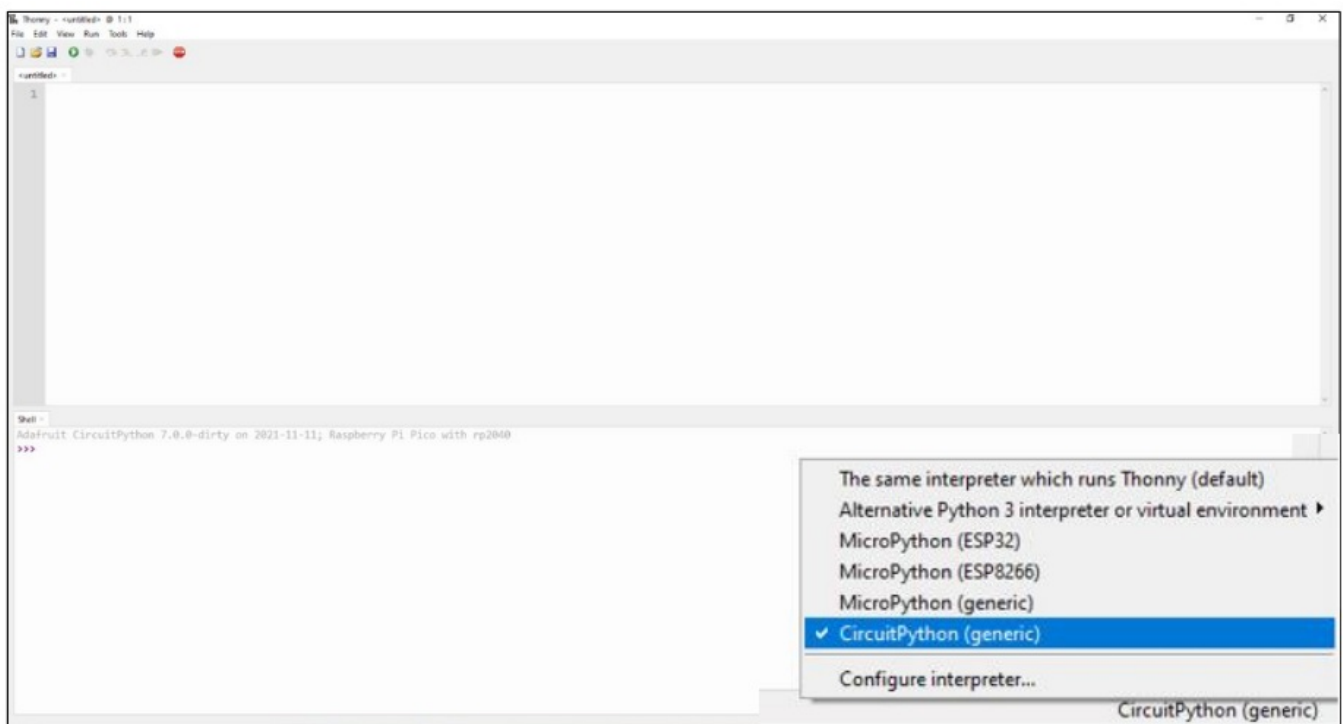 Thonny - <untitled> @ 1:1
File Edit View Run Tools Help
<untitled> ×
1
Shell ×
Adafruit CircuitPython 7.0.0-dirty on 2021-11-11; Raspberry Pi Pico with rp2040
>>>
The same interpreter which runs Thonny (default)
Alternative Python 3 interpreter or virtual environment
MicroPython (ESP32)
MicroPython (ESP8266)
MicroPython (generic)
✓ CircuitPython (generic)
Configure interpreter...
CircuitPython (generic)